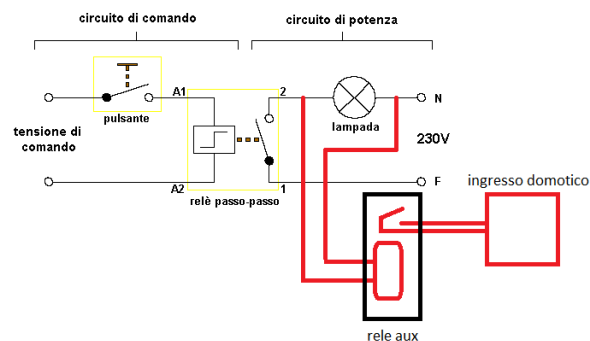 circuito di comando
circuito di potenza
A1
2
N
pulsante
lampada
tensione di
comando
230V
A2
1
F
relè passo-passo
ingresso domotico
rele aux